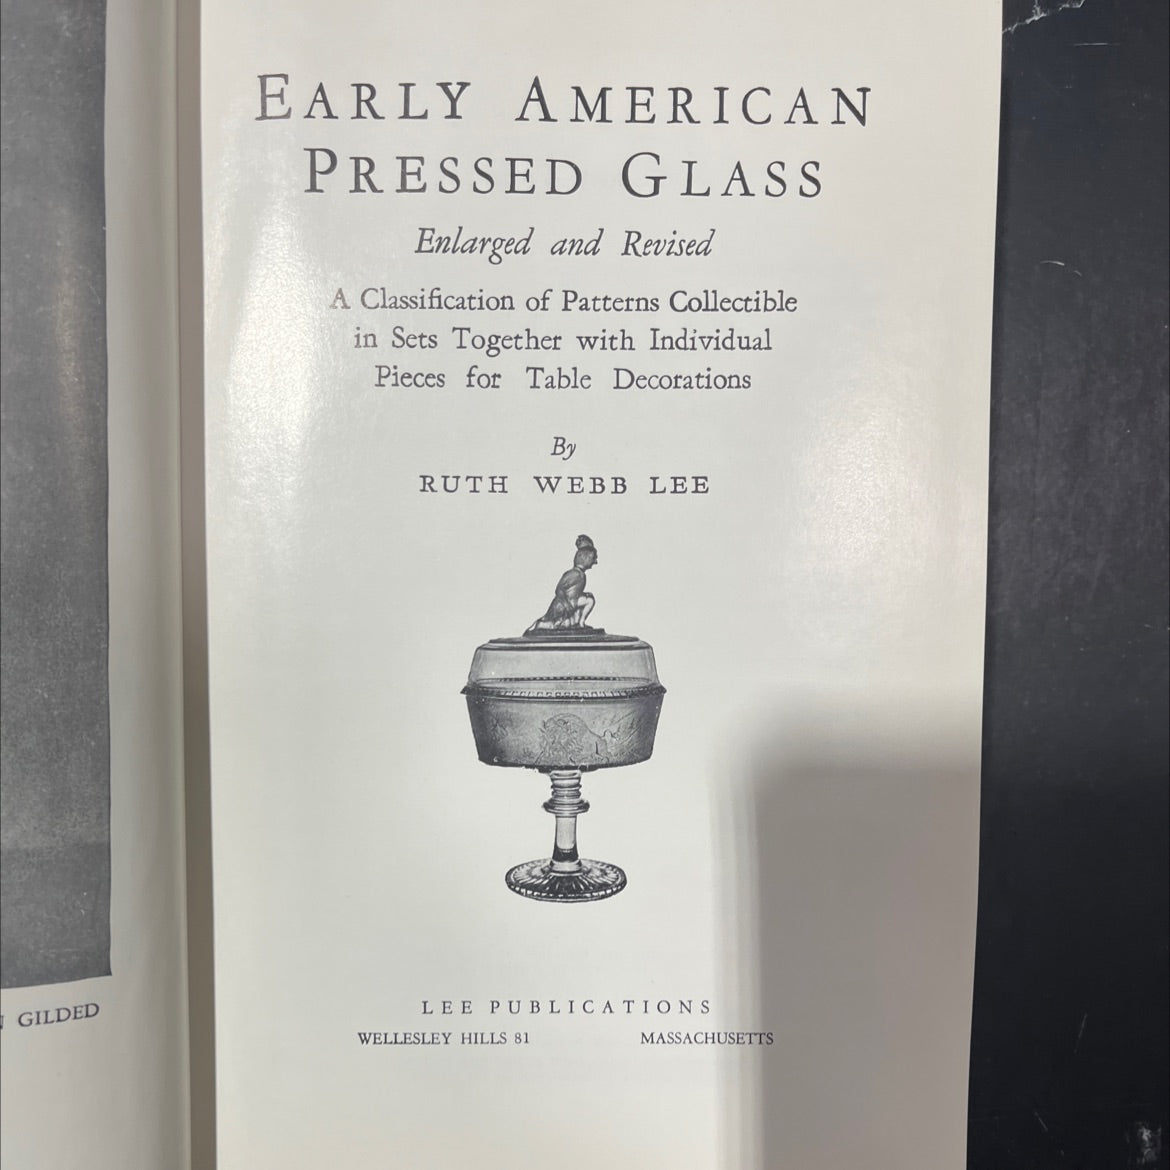 EARLY AMERICAN
PRESSED GLASS
Enlarged and Revised
A Classification of Patterns Collectible
in Sets Together with Individual
Pieces for Table Decorations
By
RUTH WEBB LEE
LEE PUBLICATIONS
WELLESLEY HILLS 81 MASSACHUSETTS
GILDED